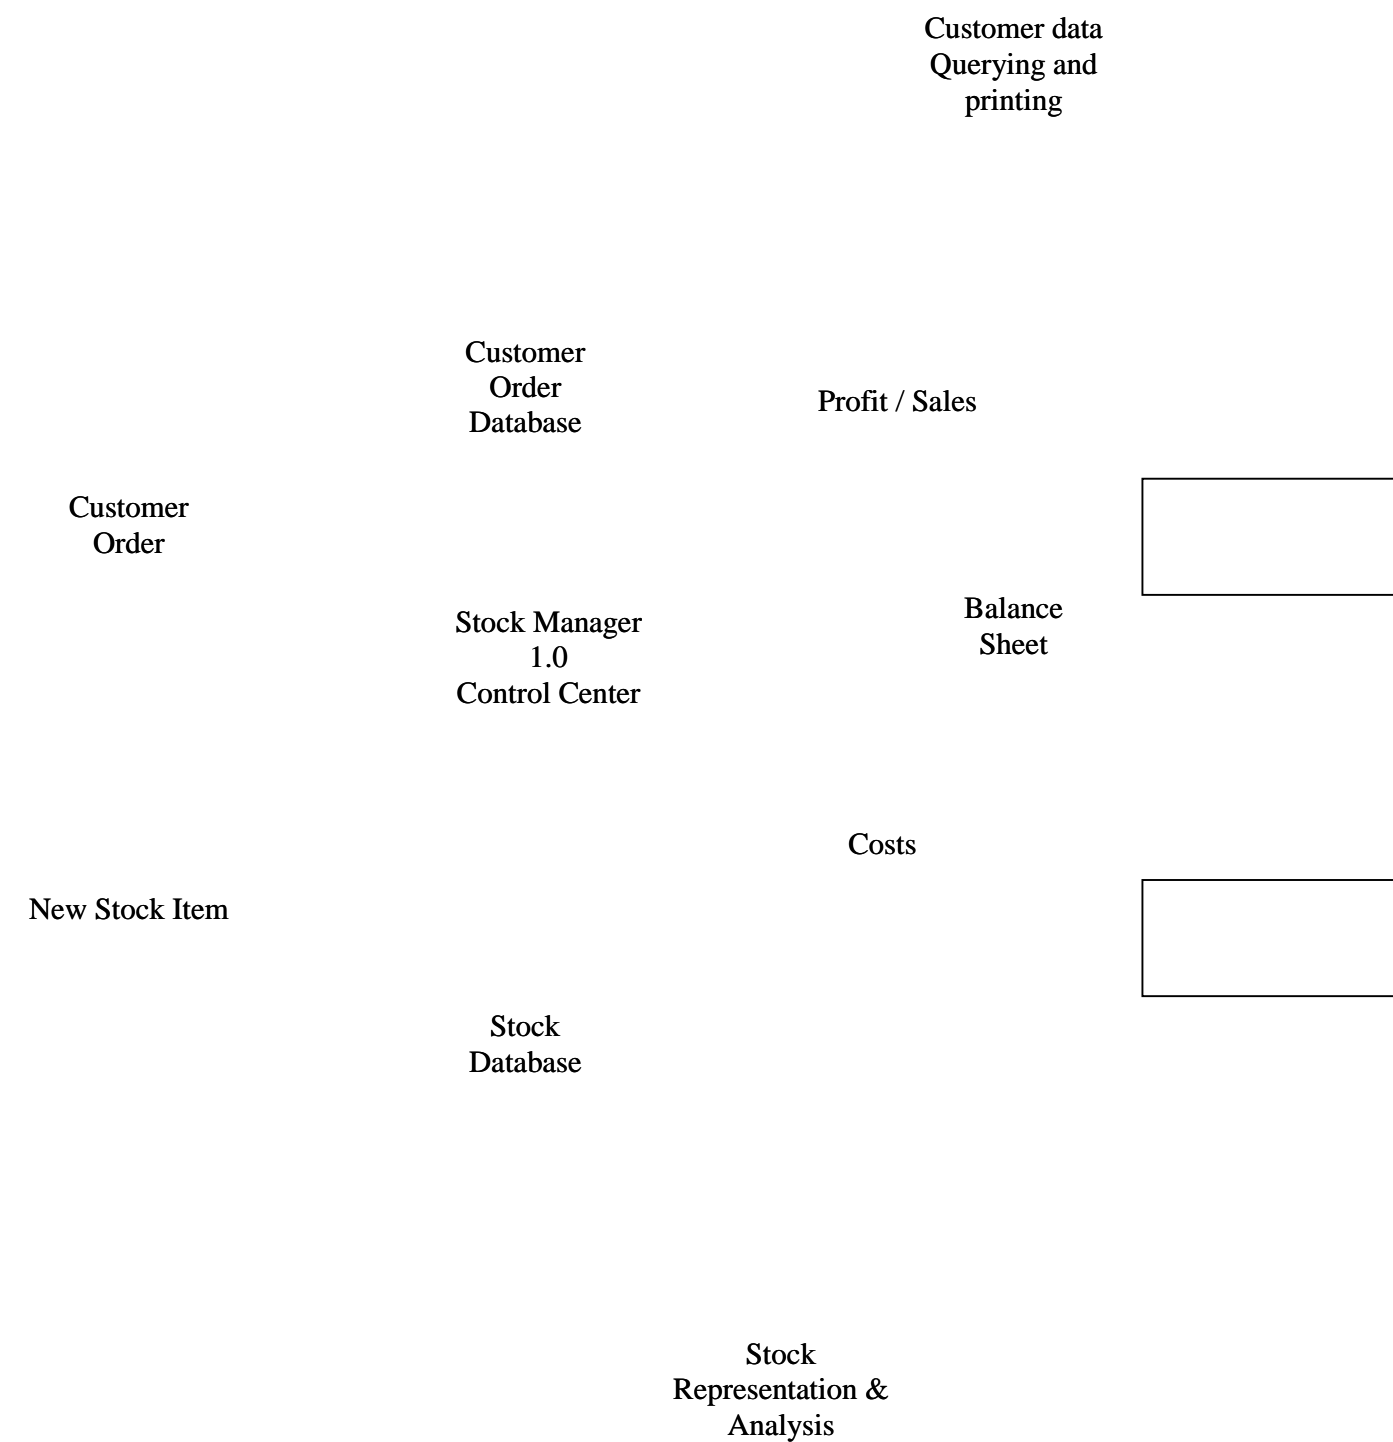 Customer data
Querying and
printing
Customer
Order
Database
Profit / Sales
Customer
Order
Stock Manager
1.0
Control Center
Balance
Sheet
Costs
New Stock Item
Stock
Database
Stock
Representation &
Analysis